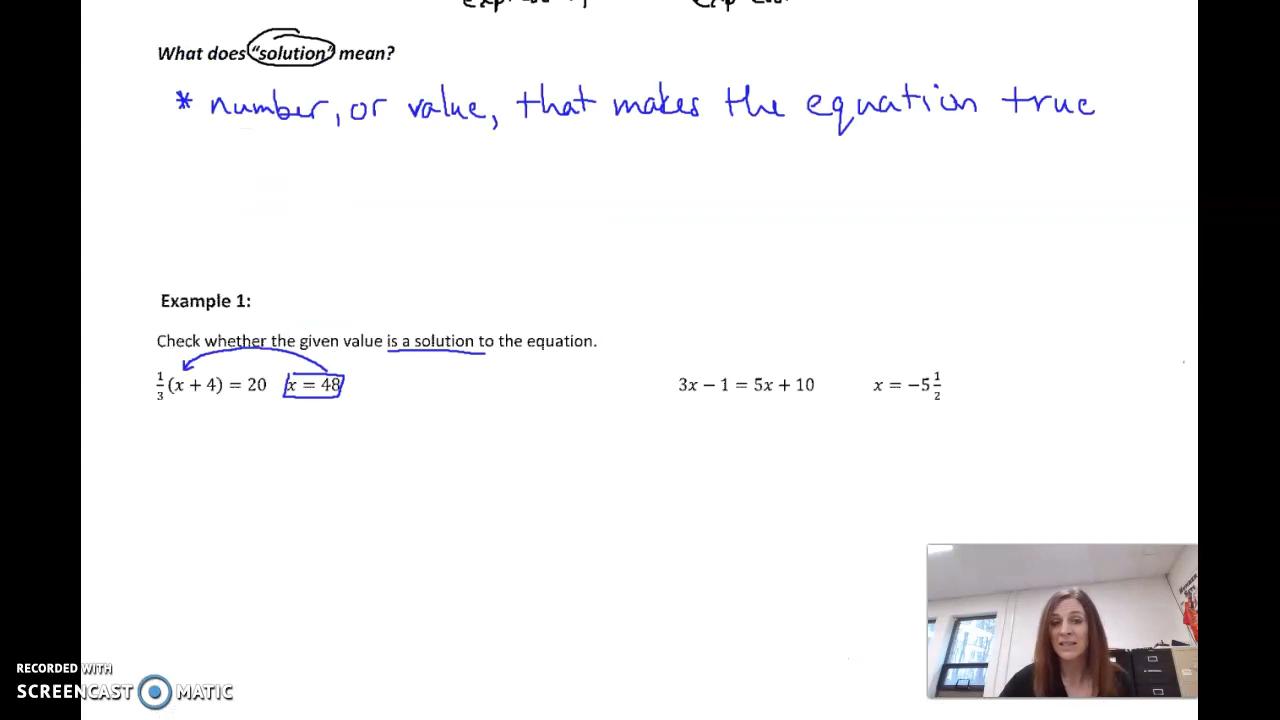 What does "solution" mean?
* number, or value, that makes the equation true
Example 1:
Check whether the given value is a solution to the equation.
1/3(x + 4) = 20 x = 48 3x − 1 = 5x + 10 x = −5 1/2
RECORDED WITH
SCREENCAST MATIC